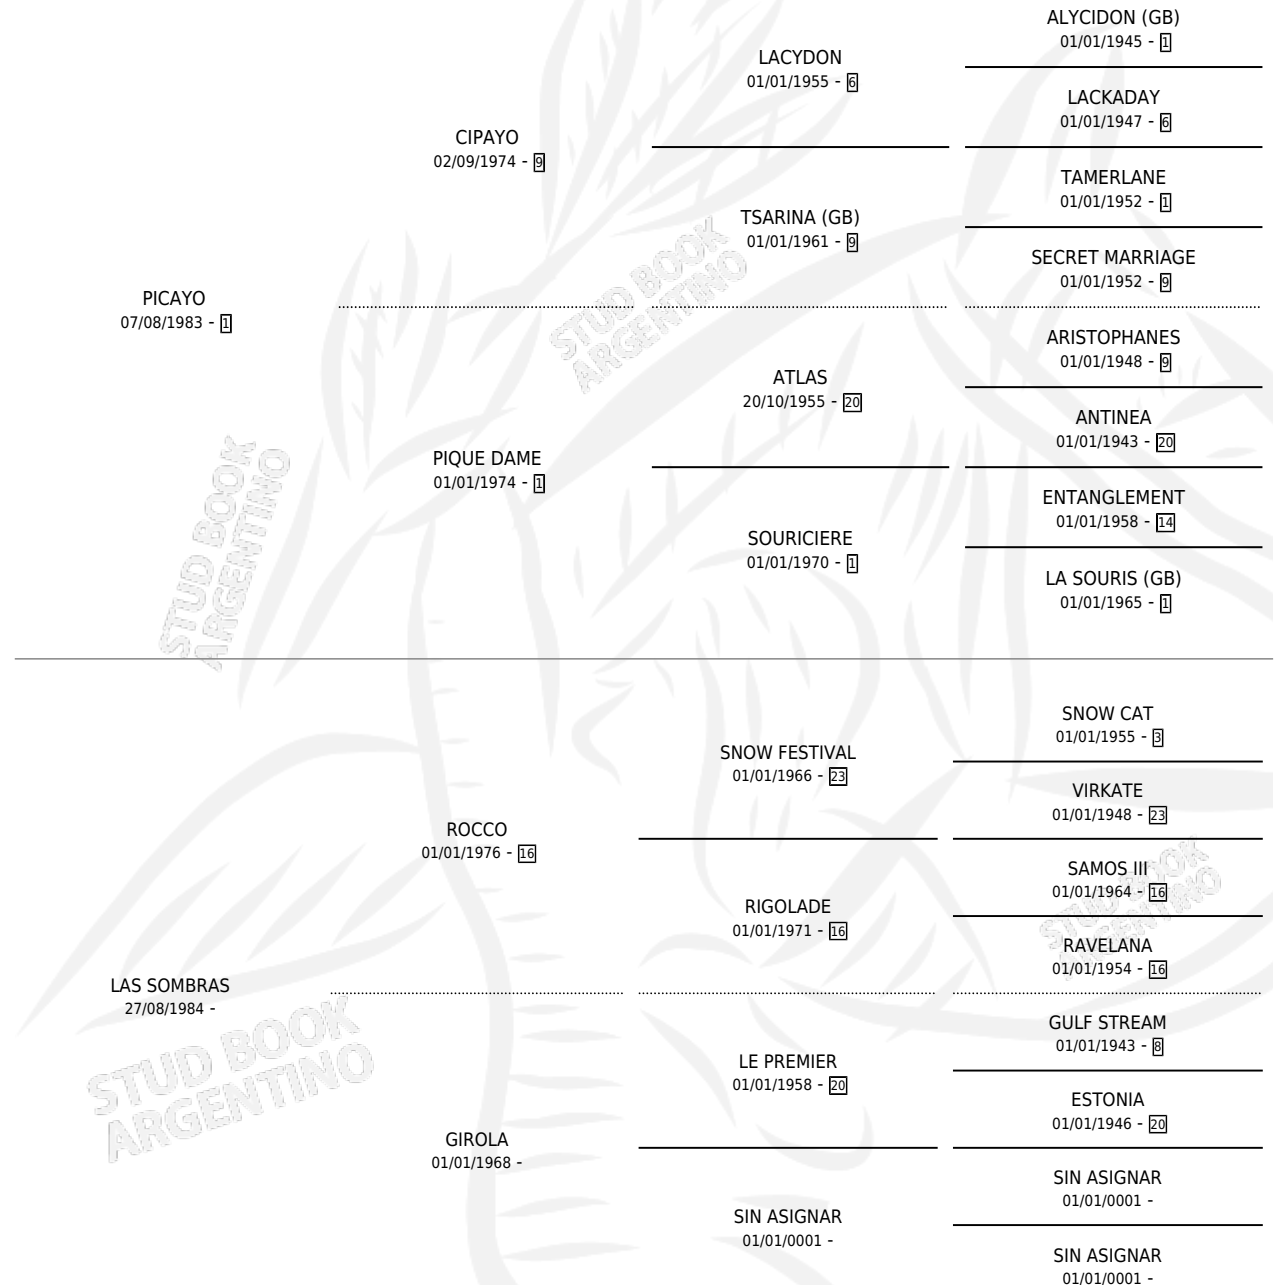 ALYCIDON (GB)
01/01/1945 - 1
LACYDON
01/01/1955 - 6
LACKADAY
01/01/1947 - 6
CIPAYO
02/09/1974 - 9
TAMERLANE
01/01/1952 - 1
TSARINA (GB)
01/01/1961 - 9
SECRET MARRIAGE
01/01/1952 - 9
PICAYO
07/08/1983 - 1
ARISTOPHANES
01/01/1948 - 9
ATLAS
20/10/1955 - 20
ANTINEA
01/01/1943 - 20
PIQUE DAME
01/01/1974 - 1
ENTANGLEMENT
01/01/1958 - 14
SOURICIERE
01/01/1970 - 1
LA SOURIS (GB)
01/01/1965 - 1
SNOW CAT
01/01/1955 - 3
SNOW FESTIVAL
01/01/1966 - 23
VIRKATE
01/01/1948 - 23
ROCCO
01/01/1976 - 16
SAMOS III
01/01/1964 - 16
RIGOLADE
01/01/1971 - 16
RAVELANA
01/01/1954 - 16
LAS SOMBRAS
27/08/1984 -
GULF STREAM
01/01/1943 - 8
LE PREMIER
01/01/1958 - 20
ESTONIA
01/01/1946 - 20
GIROLA
01/01/1968 -
SIN ASIGNAR
01/01/0001 -
SIN ASIGNAR
01/01/0001 -
SIN ASIGNAR
01/01/0001 -
STUD BOOK
ARGENTINO
STUD BOOK
ARGENTINO
STUD BOOK
ARGENTINO
STUD BOOK
ARGENTINO